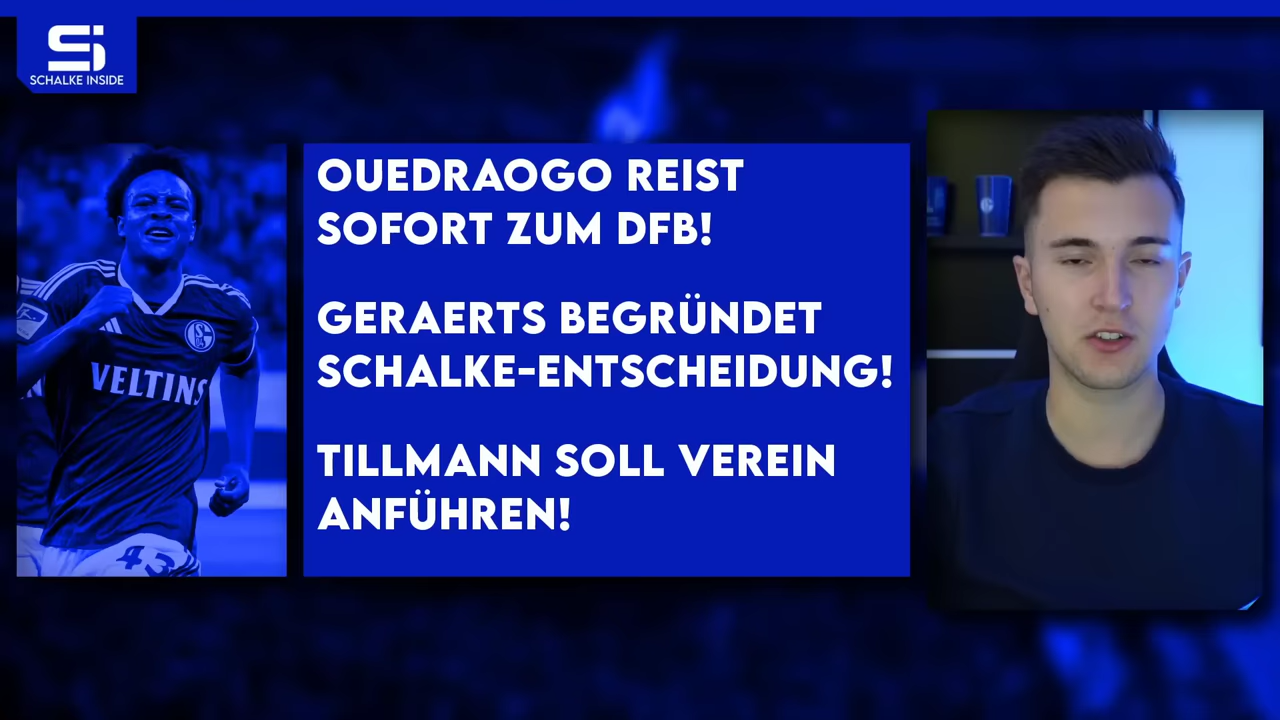 SCHALKE INSIDE
OUEDRAOGO REIST
SOFORT ZUM DFB!
GERAERTS BEGRÜNDET
SCHALKE-ENTSCHEIDUNG!
TILLMANN SOLL VEREIN
ANFÜHREN!
VELTINS
43